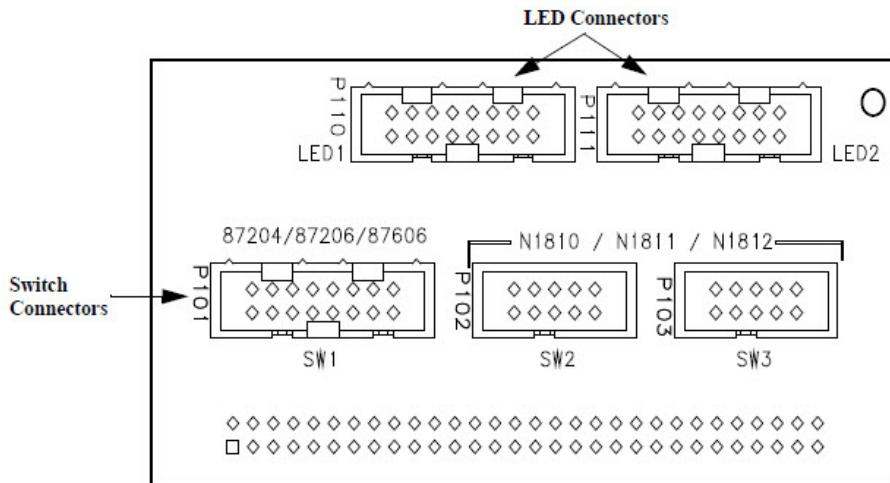 LED Connectors
P110
P111
LED1
LED2
87204/87206/87606
N1810 / N1811 / N1812
Switch
Connectors
P101
P102
P103
SW1
SW2
SW3